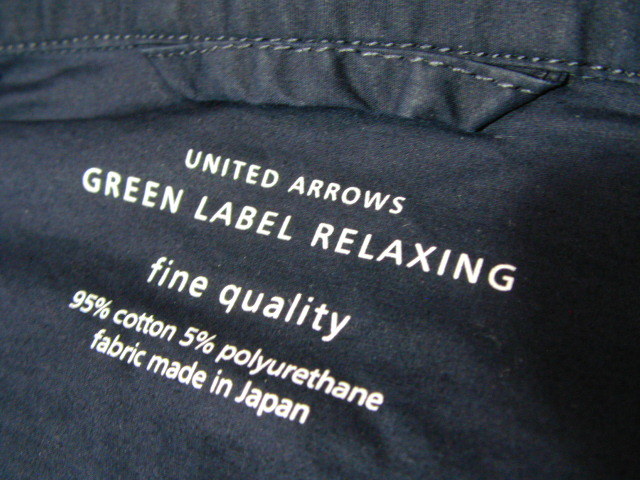 UNITED ARROWS
GREEN LABEL RELAXING
fine quality
95% cotton 5% polyurethane
fabric made in Japan